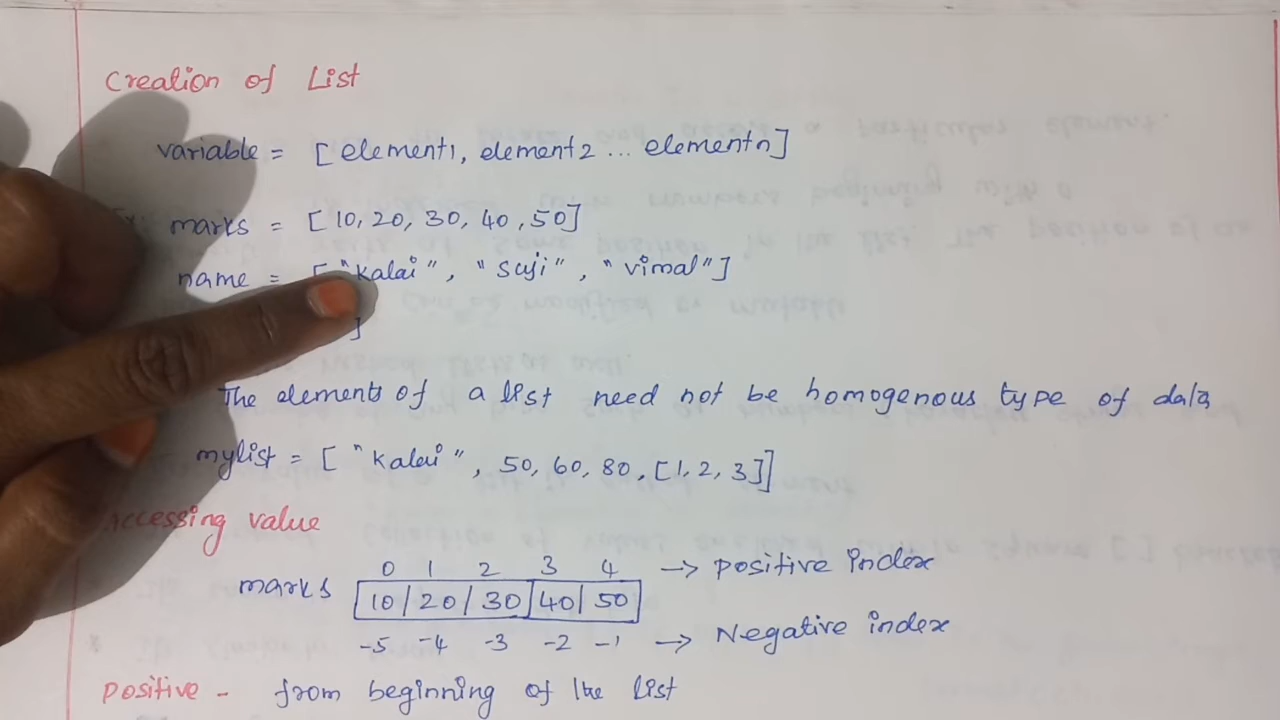 Creation of List
variable = [element1, element2 ... elementn]
marks = [10, 20, 30, 40, 50]
name = ["Kalai", "Suji", "Vimal"]
]
The elements of a list need not be homogenous type of data
mylist = ["Kalai", 50, 60, 80, [1, 2, 3]]
Accessing value
0 1 2 3 4 → positive index
marks 10 20 30 40 50
-5 -4 -3 -2 -1 → Negative index
positive - from beginning of the list